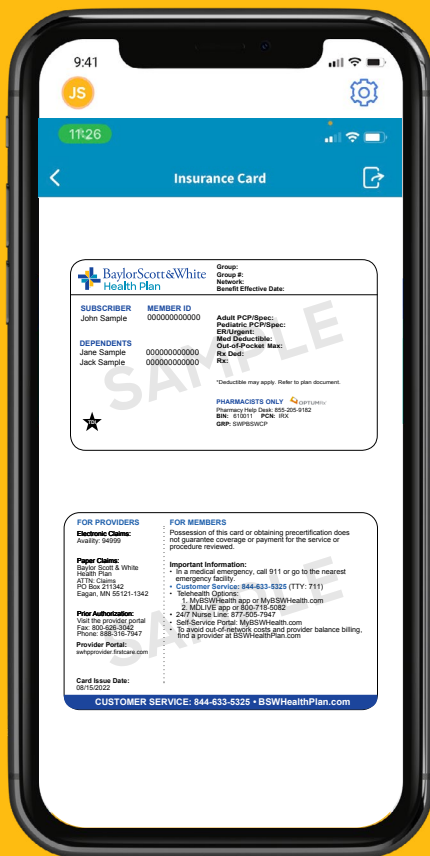 9:41
JS
11:26
Insurance Card
BaylorScott&White
Health Plan
Group:
Group #:
Network:
Benefit Effective Date:
SUBSCRIBER MEMBER ID
John Sample 000000000000
DEPENDENTS
Jane Sample 000000000000
Jack Sample 000000000000
Adult PCP/Spec:
Pediatric PCP/Spec:
ER/Urgent:
Med Deductible:
Out-of-Pocket Max:
Rx Ded:
Rx:
*Deductible may apply. Refer to plan document.
PHARMACISTS ONLY OPTUMRx
Pharmacy Help Desk: 855-205-9182
BIN: 610011 PCN: IRX
GRP: SWPBSWCP
TDI
SAMPLE
FOR PROVIDERS
Electronic Claims:
Availity: 94999
Paper Claims:
Baylor Scott & White
Health Plan
ATTN: Claims
PO Box 211342
Eagan, MN 55121-1342
Prior Authorization:
Visit the provider portal
Fax: 800-626-3042
Phone: 888-316-7947
Provider Portal:
swhpprovider.firstcare.com
Card Issue Date:
08/15/2022
FOR MEMBERS
Possession of this card or obtaining precertification does
not guarantee coverage or payment for the service or
procedure reviewed.
Important Information:
• In a medical emergency, call 911 or go to the nearest
emergency facility.
• Customer Service: 844-633-5325 (TTY: 711)
• Telehealth Options:
1. MyBSWHealth app or MyBSWHealth.com
2. MDLIVE app or 800-718-5082
• 24/7 Nurse Line: 877-505-7947
• Self-Service Portal: MyBSWHealth.com
• To avoid out-of-network costs and provider balance billing,
find a provider at BSWHealthPlan.com
SAMPLE
CUSTOMER SERVICE: 844-633-5325 • BSWHealthPlan.com